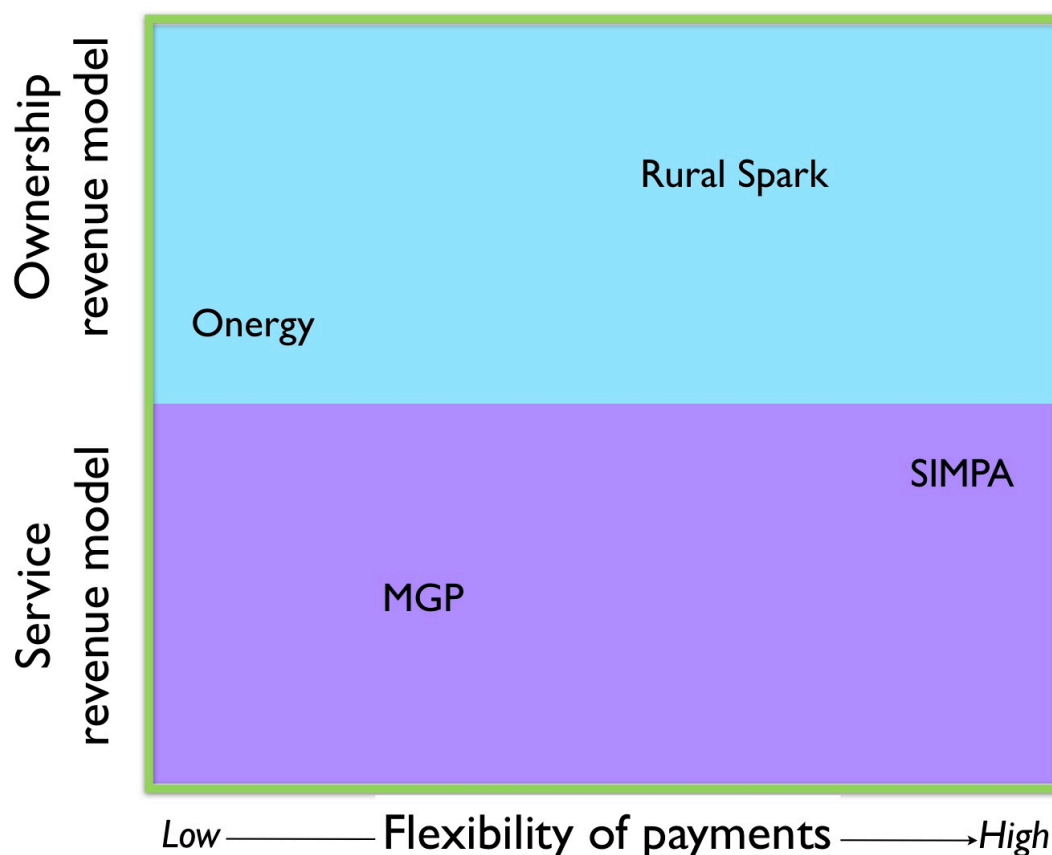 Ownership
revenue model
Rural Spark
Onergy
Service
revenue model
SIMPA
MGP
Low Flexibility of payments High